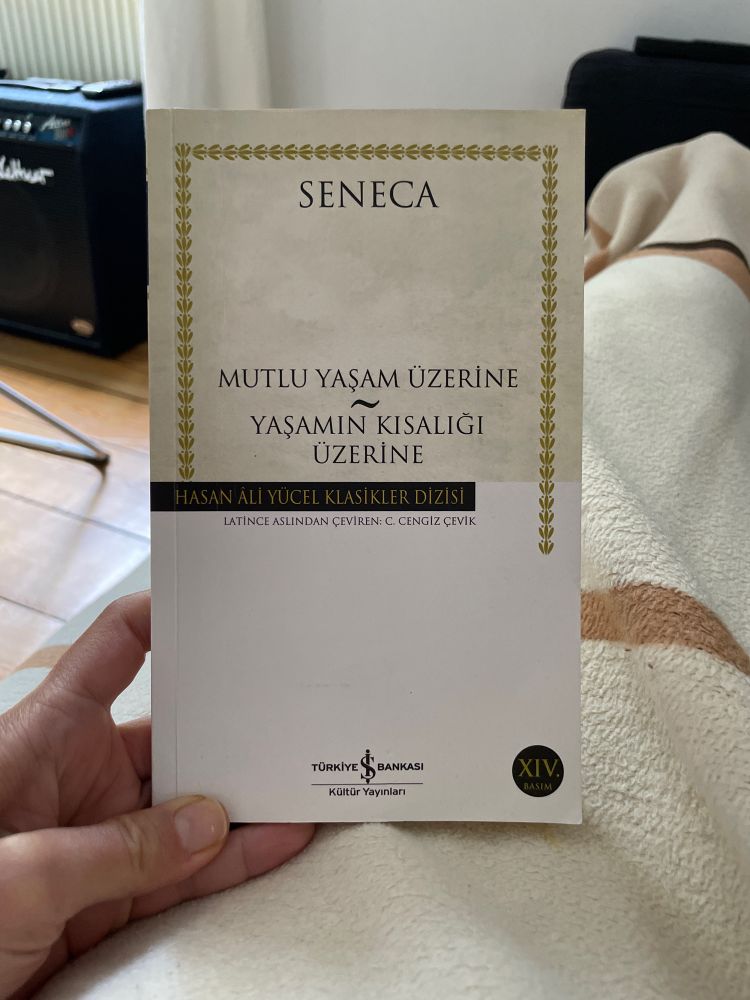 SENECA
MUTLU YAŞAM ÜZERİNE
~
YAŞAMIN KISALIĞI
ÜZERİNE
HASAN ÂLİ YÜCEL KLASİKLER DİZİSİ
LATİNCE ASLINDAN ÇEVİREN: C. CENGİZ ÇEVİK
TÜRKİYE İŞ BANKASI
Kültür Yayınları
XIV.
BASIM